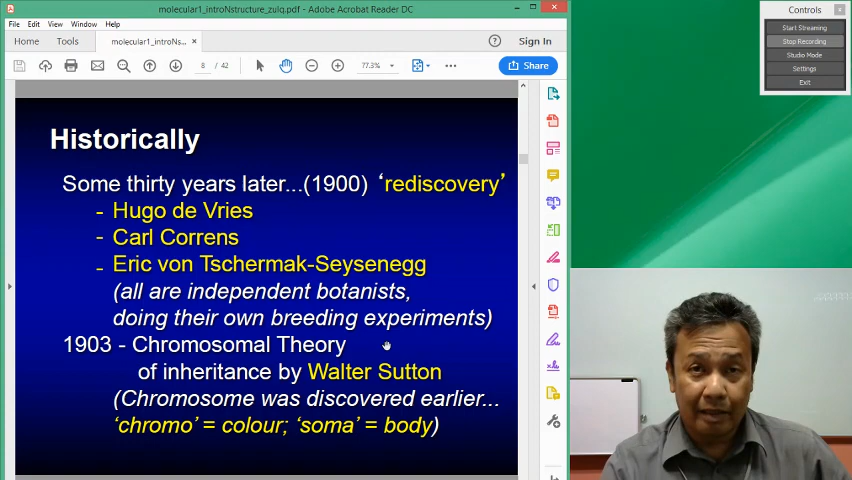 molecular1_introNstructure_zulq.pdf - Adobe Acrobat Reader DC
File Edit View Window Help
Home Tools molecular1_introNs... × ? Sign In
8 / 42 77.3% Share
Historically
Some thirty years later...(1900) ‘rediscovery’
- Hugo de Vries
- Carl Correns
- Eric von Tschermak-Seysenegg
(all are independent botanists,
doing their own breeding experiments)
1903 - Chromosomal Theory
of inheritance by Walter Sutton
(Chromosome was discovered earlier...
‘chromo’ = colour; ‘soma’ = body)
Controls
Start Streaming
Stop Recording
Studio Mode
Settings
Exit